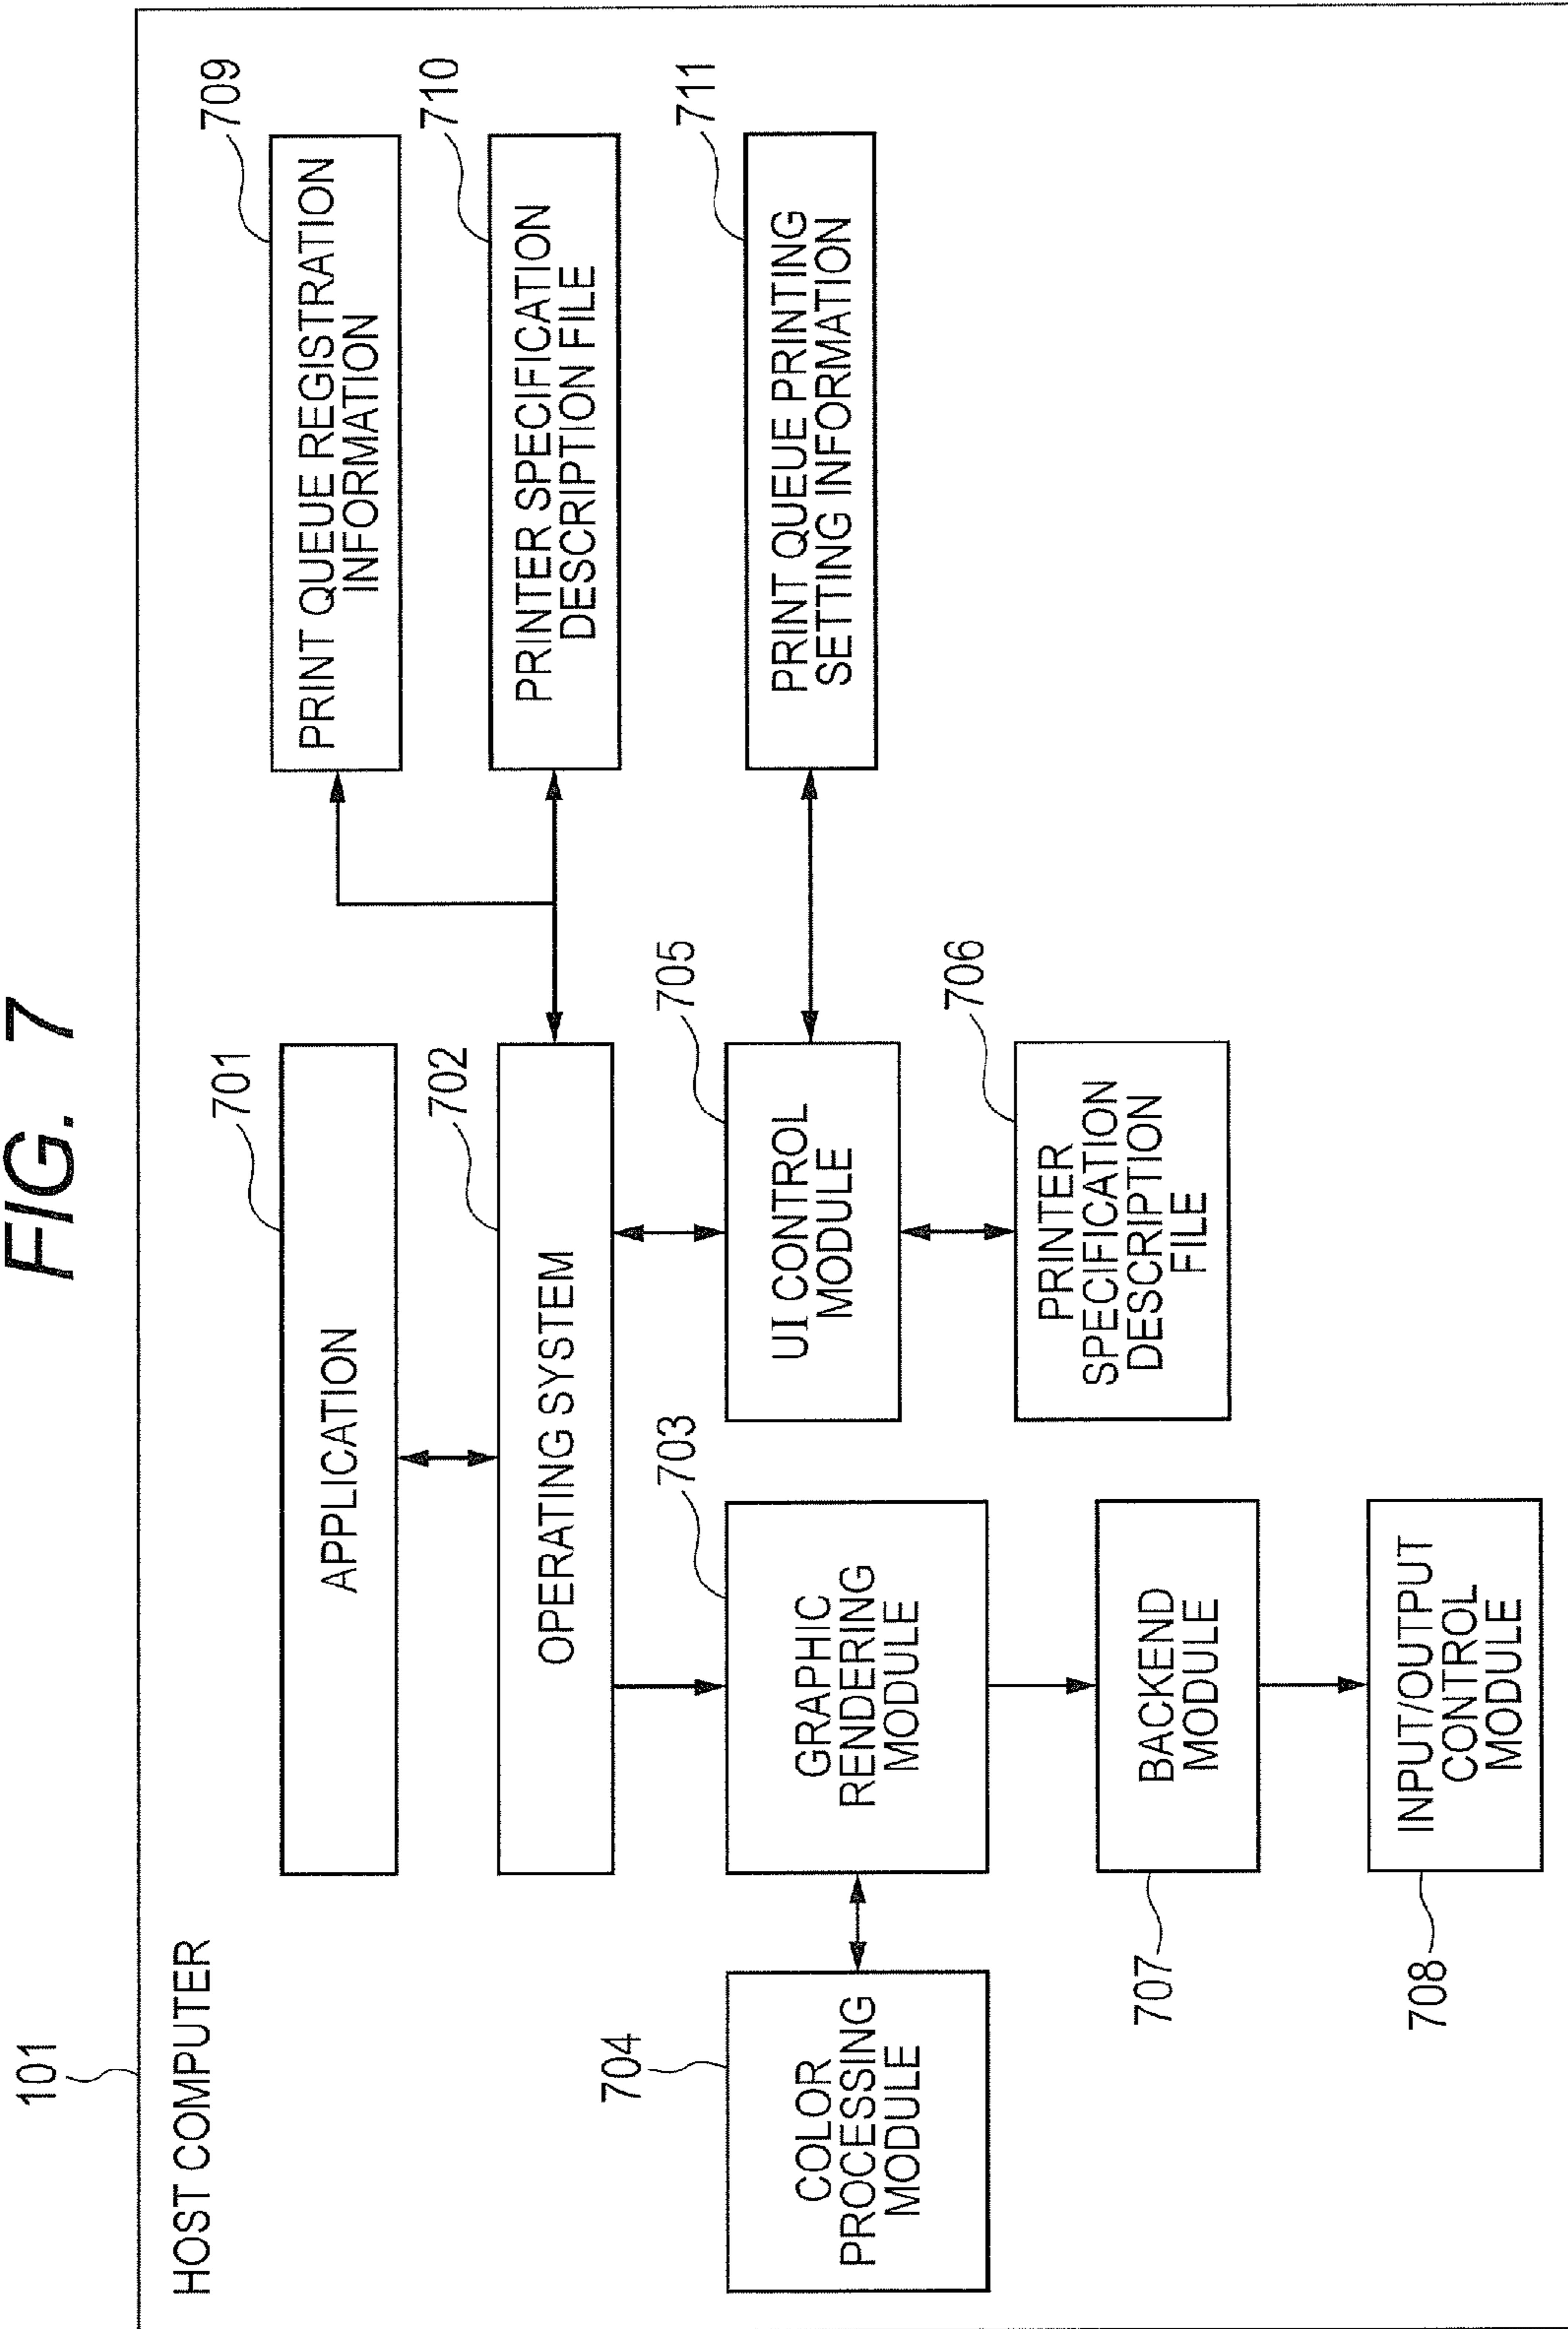 FIG. 7
101
HOST COMPUTER
701
APPLICATION
709
PRINT QUEUE REGISTRATION
INFORMATION
702
OPERATING SYSTEM
710
PRINTER SPECIFICATION
DESCRIPTION FILE
704
COLOR
PROCESSING
MODULE
703
GRAPHIC
RENDERING
MODULE
705
UI CONTROL
MODULE
711
PRINT QUEUE PRINTING
SETTING INFORMATION
706
PRINTER
SPECIFICATION
DESCRIPTION
FILE
707
BACKEND
MODULE
708
INPUT/OUTPUT
CONTROL
MODULE